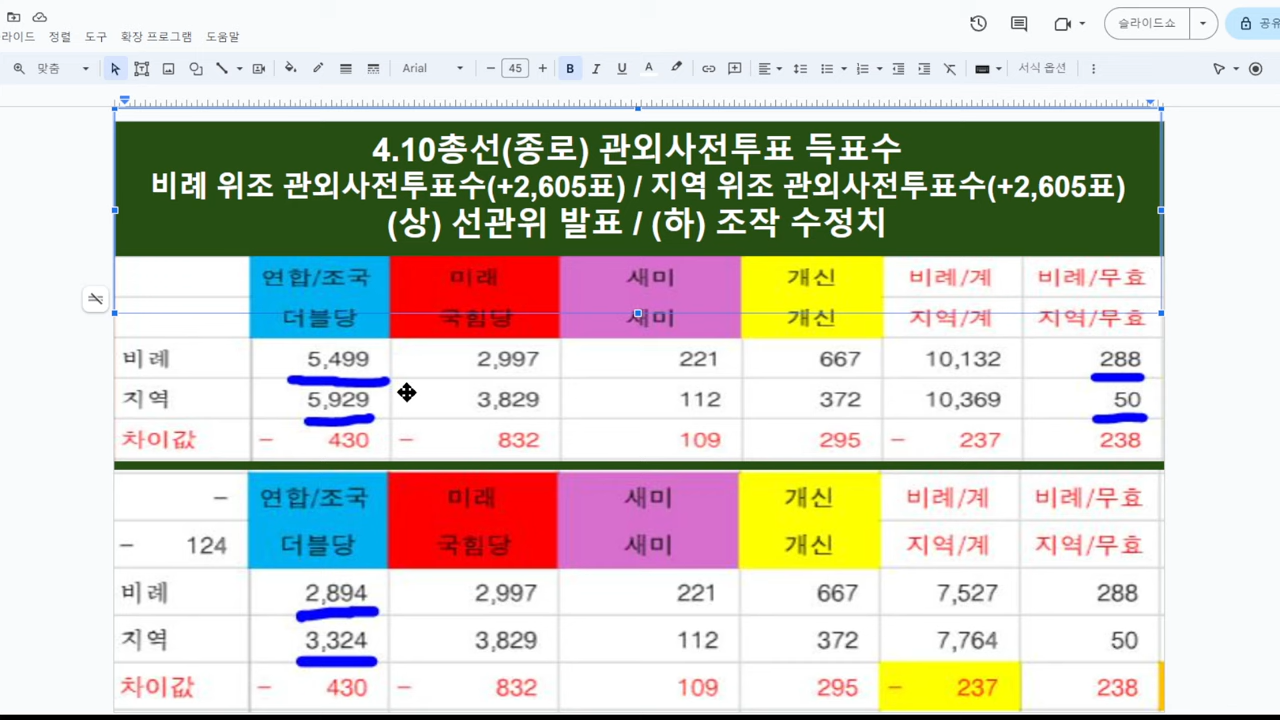 라이드 정렬 도구 확장 프로그램 도움말
슬라이드쇼
공유
맞춤 Arial 45 B I U A 서식 옵션
4.10총선(종로) 관외사전투표 득표수
비례 위조 관외사전투표수(+2,605표) / 지역 위조 관외사전투표수(+2,605표)
(상) 선관위 발표 / (하) 조작 수정치
연합/조국 미래 새미 개신 비례/계 비례/무효
더블당 국힘당 새미 개신 지역/계 지역/무효
비례 5,499 2,997 221 667 10,132 288
지역 5,929 3,829 112 372 10,369 50
차이값 - 430 - 832 109 295 - 237 238
- 연합/조국 미래 새미 개신 비례/계 비례/무효
- 124 더블당 국힘당 새미 개신 지역/계 지역/무효
비례 2,894 2,997 221 667 7,527 288
지역 3,324 3,829 112 372 7,764 50
차이값 - 430 - 832 109 295 - 237 238